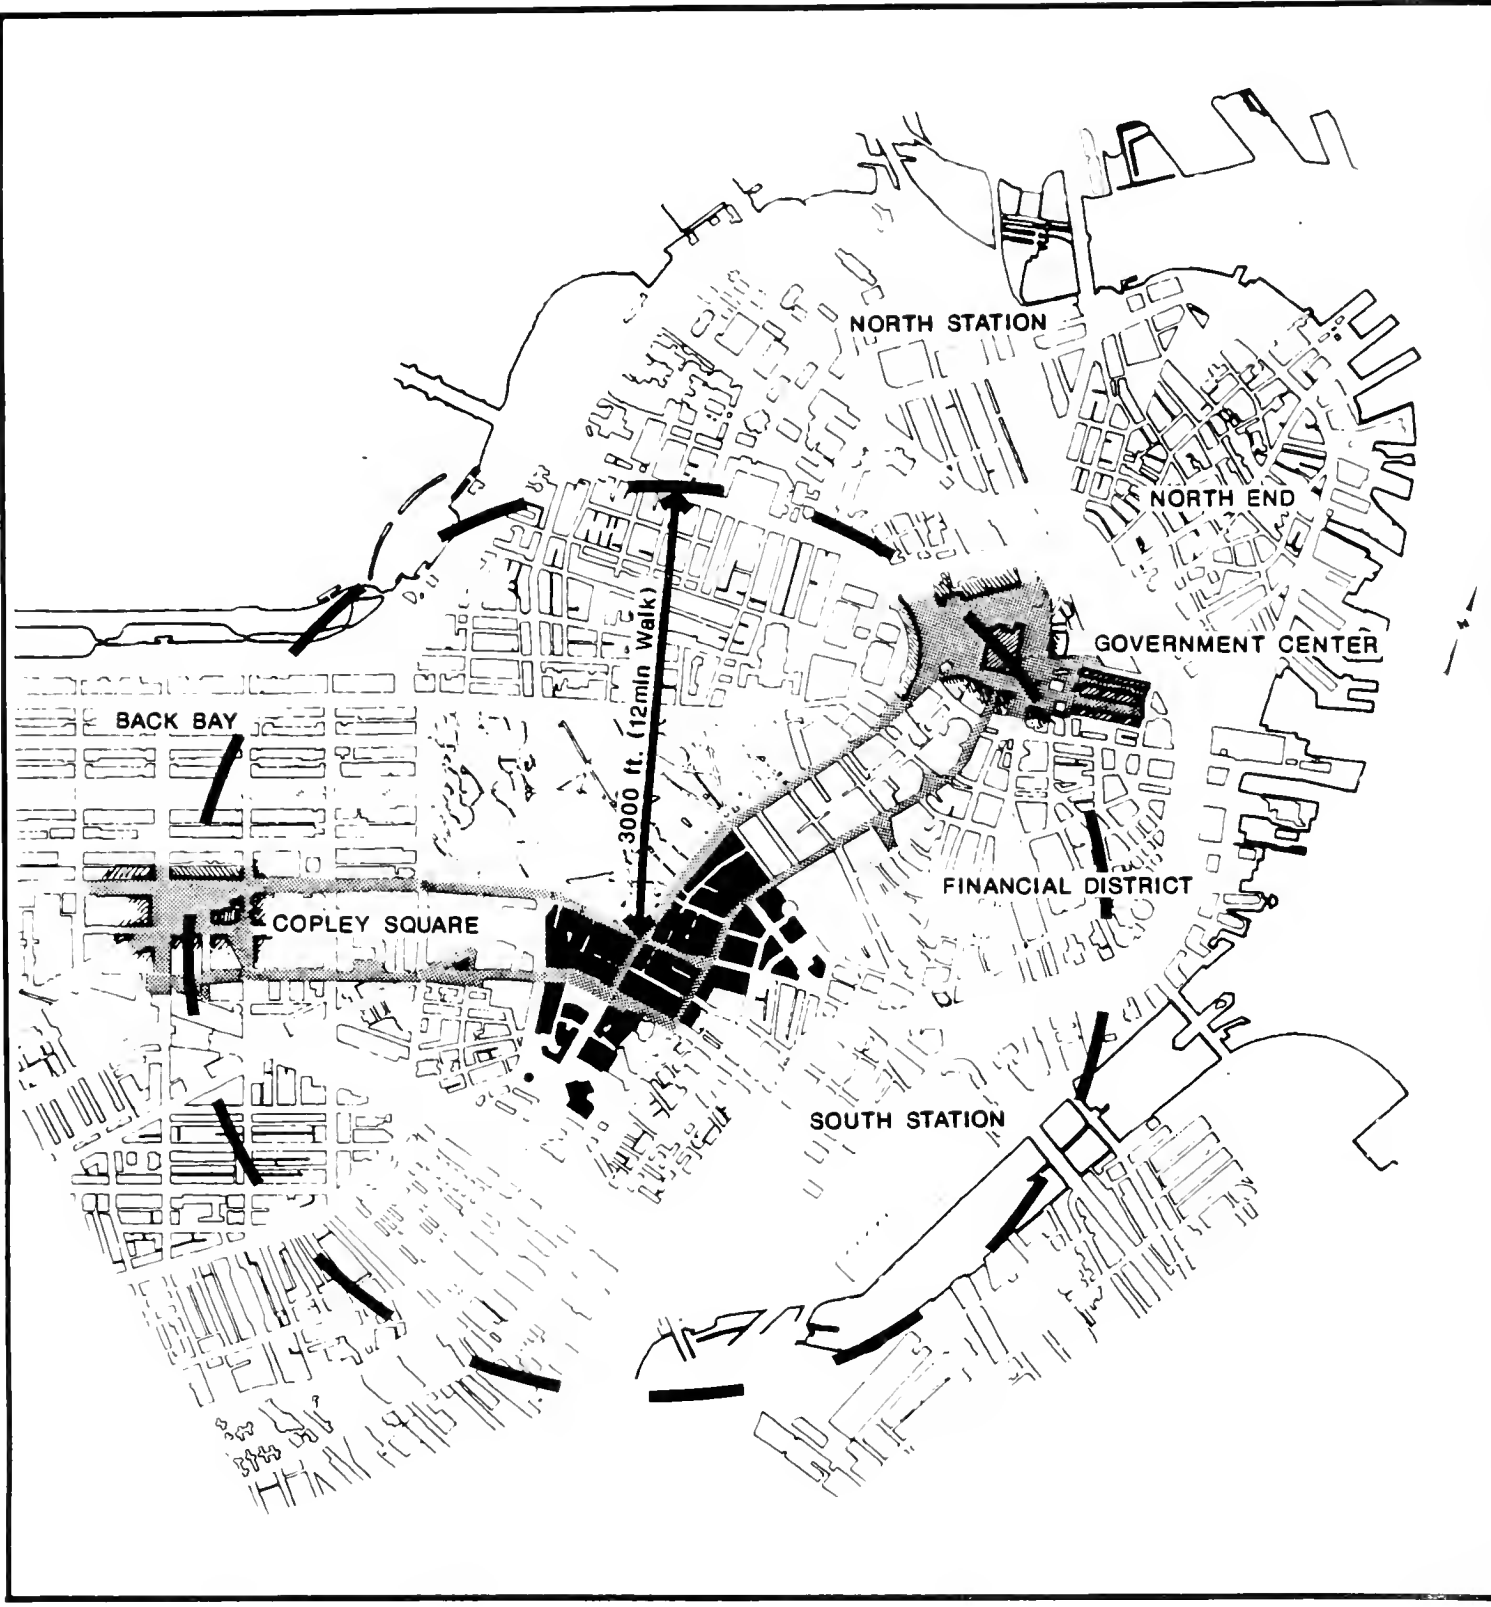 NORTH STATION
NORTH END
GOVERNMENT CENTER
3000 ft. (12min Walk)
BACK BAY
FINANCIAL DISTRICT
COPLEY SQUARE
SOUTH STATION